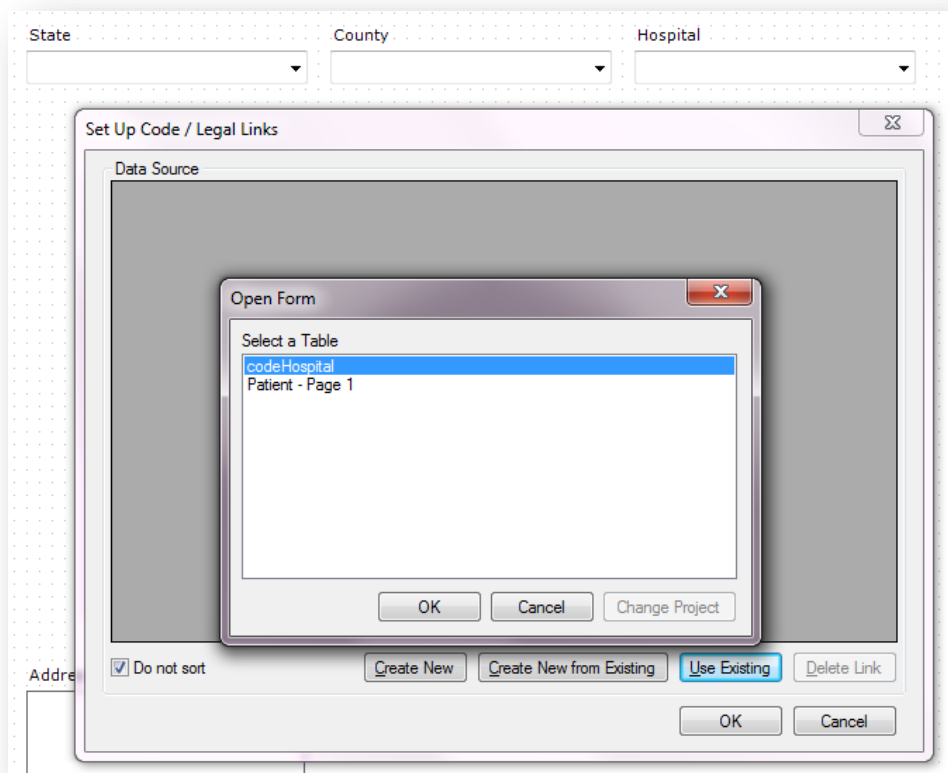 State County Hospital
Set Up Code / Legal Links
Data Source
Open Form
Select a Table
codeHospital
Patient - Page 1
OK Cancel Change Project
Do not sort Create New Create New from Existing Use Existing Delete Link
Addre
OK Cancel